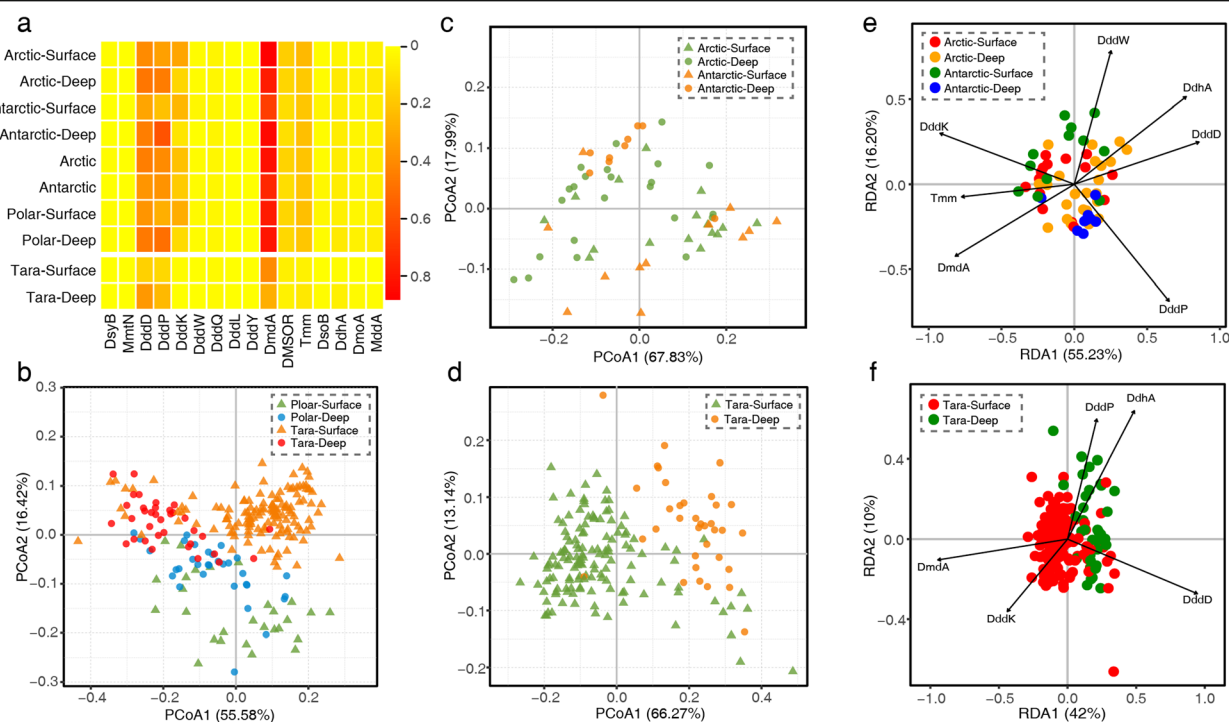 a
Arctic-Surface
Arctic-Deep
ntarctic-Surface
Antarctic-Deep
Arctic
Antarctic
Polar-Surface
Polar-Deep
Tara-Surface
Tara-Deep
DsyB
MmtN
DddD
DddP
DddK
DddW
DddQ
DddL
DddY
DmdA
DMSOR
Tmm
DsoB
DdhA
DmoA
MddA
0
0.2
0.4
0.6
0.8
b
Ploar-Surface
Polar-Deep
Tara-Surface
Tara-Deep
0.3
0.2
0.1
0.0
−0.1
−0.2
−0.3
PCoA2 (16.42%)
−0.4 −0.2 0.0 0.2
PCoA1 (55.58%)
c
Arctic-Surface
Arctic-Deep
Antarctic-Surface
Antarctic-Deep
0.2
0.1
0.0
−0.1
PCoA2 (17.99%)
−0.2 0.0 0.2
PCoA1 (67.83%)
d
Tara-Surface
Tara-Deep
0.2
0.1
0.0
−0.1
−0.2
PCoA2 (13.14%)
−0.2 0.0 0.2 0.4
PCoA1 (66.27%)
e
Arctic-Surface
Arctic-Deep
Antarctic-Surface
Antarctic-Deep
DddW
DdhA
DddD
DddK
Tmm
DmdA
DddP
0.5
0.0
−0.5
RDA2 (16.20%)
−1.0 −0.5 0.0 0.5 1.0
RDA1 (55.23%)
f
Tara-Surface
Tara-Deep
DddP
DdhA
DmdA
DddK
DddD
0.4
0.0
−0.4
RDA2 (10%)
−1.0 −0.5 0.0 0.5 1.0
RDA1 (42%)